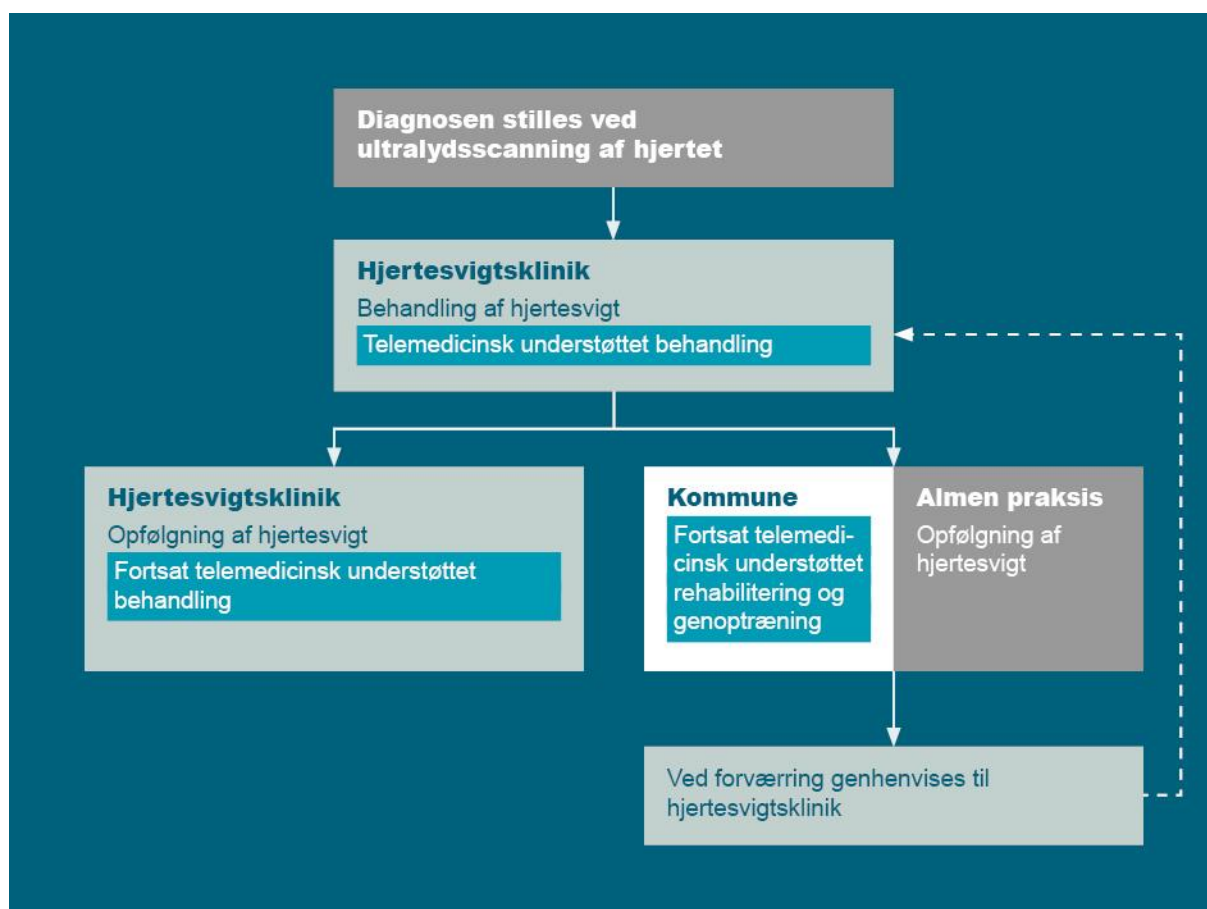 Diagnosen stilles ved
ultralydsscanning af hjertet
Hjertesvigtsklinik
Behandling af hjertesvigt
Telemedicinsk understøttet behandling
Hjertesvigtsklinik
Opfølgning af hjertesvigt
Fortsat telemedicinsk understøttet
behandling
Kommune
Fortsat telemedi-
cinsk understøttet
rehabilitering og
genoptræning
Almen praksis
Opfølgning af
hjertesvigt
Ved forværring genhenvises til
hjertesvigtsklinik